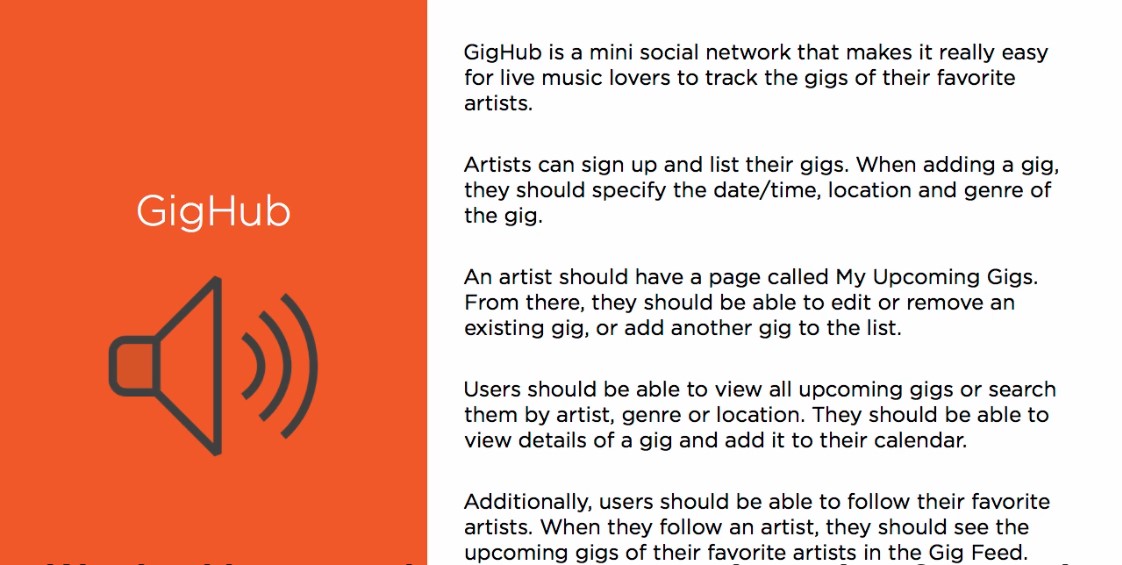 GigHub
GigHub is a mini social network that makes it really easy
for live music lovers to track the gigs of their favorite
artists.
Artists can sign up and list their gigs. When adding a gig,
they should specify the date/time, location and genre of
the gig.
An artist should have a page called My Upcoming Gigs.
From there, they should be able to edit or remove an
existing gig, or add another gig to the list.
Users should be able to view all upcoming gigs or search
them by artist, genre or location. They should be able to
view details of a gig and add it to their calendar.
Additionally, users should be able to follow their favorite
artists. When they follow an artist, they should see the
upcoming gigs of their favorite artists in the Gig Feed.